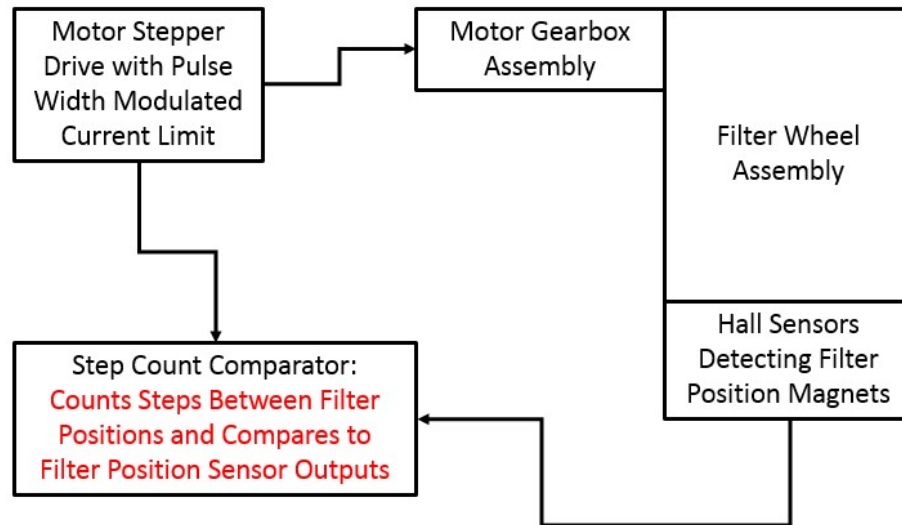 Motor Stepper
Drive with Pulse
Width Modulated
Current Limit
Motor Gearbox
Assembly
Filter Wheel
Assembly
Hall Sensors
Detecting Filter
Position Magnets
Step Count Comparator:
Counts Steps Between Filter
Positions and Compares to
Filter Position Sensor Outputs